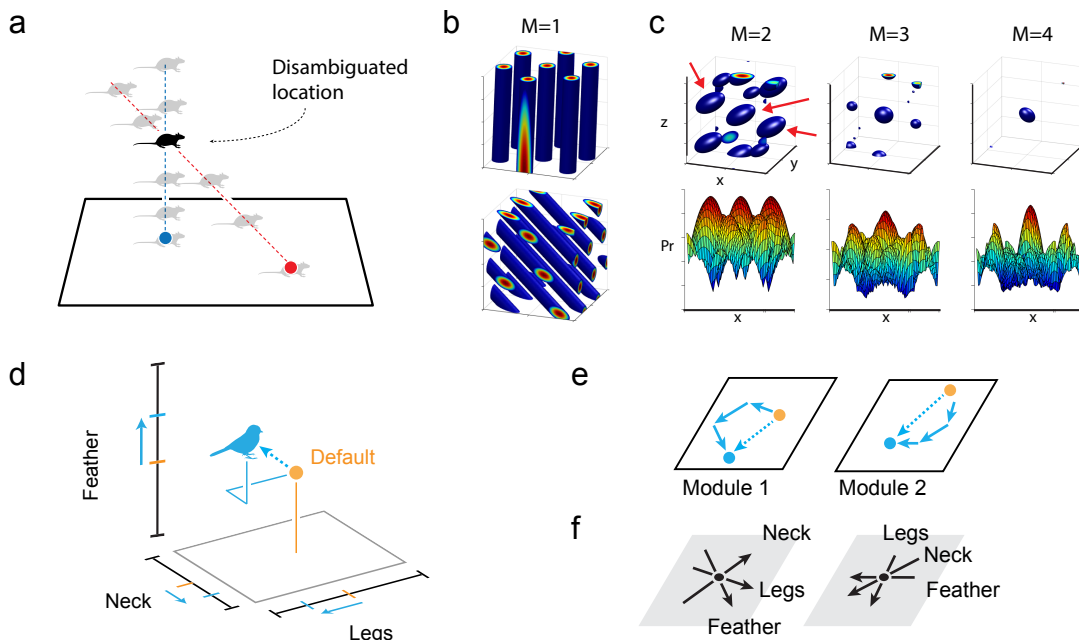 a
Disambiguated
location
b
M=1
c
M=2
M=3
M=4
z
y
x
Pr
x
x
x
d
Feather
Default
Neck
Legs
e
Module 1
Module 2
f
Neck
Legs
Feather
Legs
Neck
Feather